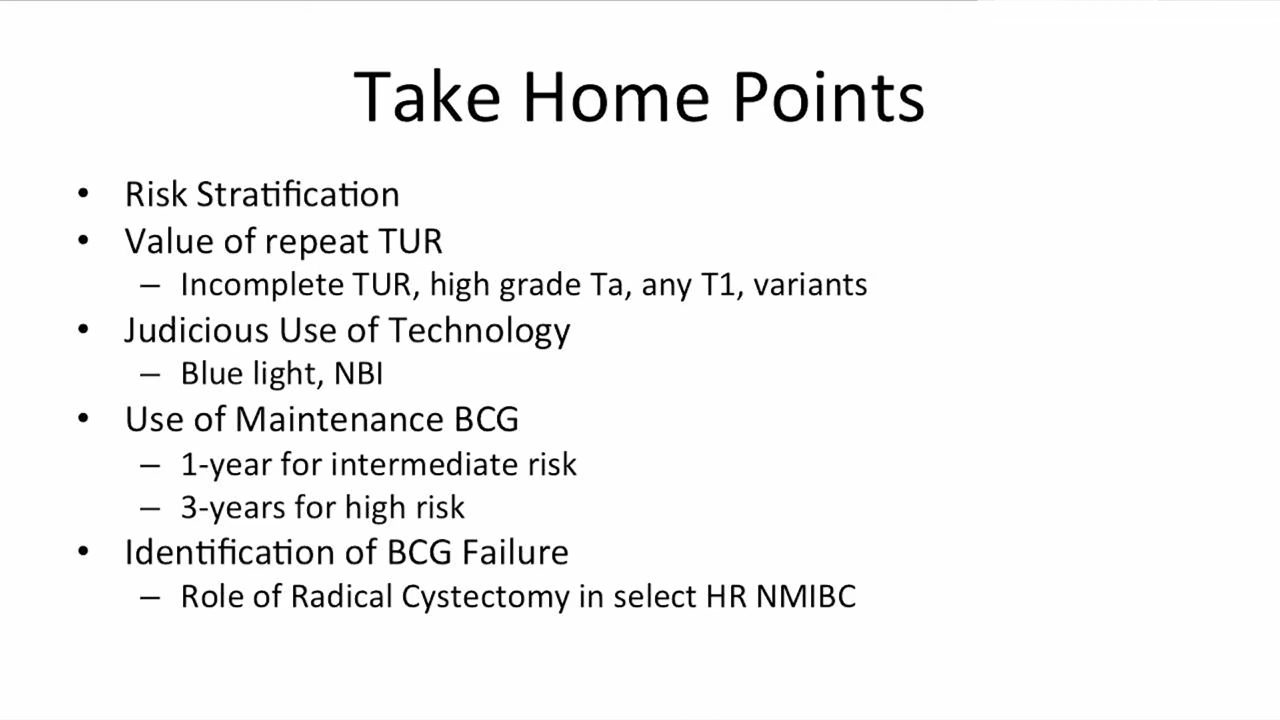 Take Home Points
• Risk Stratification
• Value of repeat TUR
– Incomplete TUR, high grade Ta, any T1, variants
• Judicious Use of Technology
– Blue light, NBI
• Use of Maintenance BCG
– 1-year for intermediate risk
– 3-years for high risk
• Identification of BCG Failure
– Role of Radical Cystectomy in select HR NMIBC